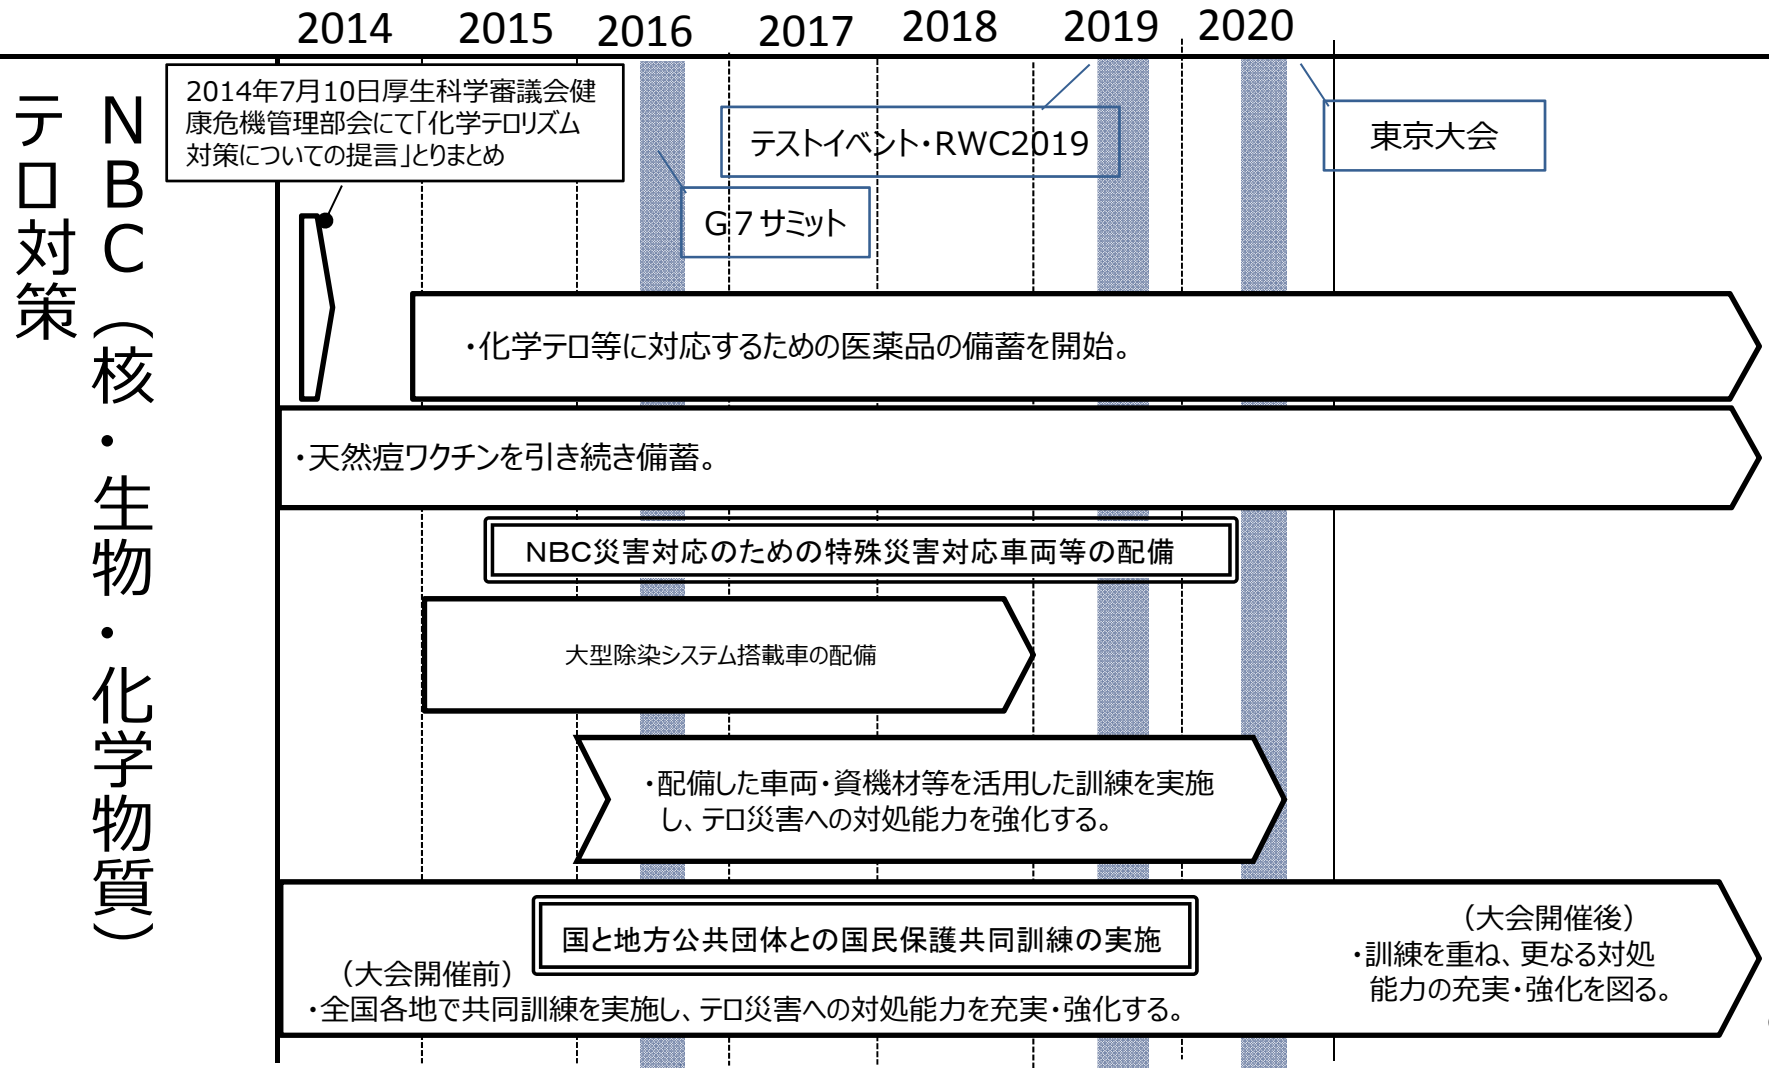 2014 2015 2016 2017 2018 2019 2020
NBC（核・生物・化学物質）
テロ対策
2014年7月10日厚生科学審議会健
康危機管理部会にて「化学テロリズム
対策についての提言」とりまとめ
テストイベント・RWC2019
東京大会
G７サミット
・化学テロ等に対応するための医薬品の備蓄を開始。
・天然痘ワクチンを引き続き備蓄。
NBC災害対応のための特殊災害対応車両等の配備
大型除染システム搭載車の配備
・配備した車両・資機材等を活用した訓練を実施
し、テロ災害への対処能力を強化する。
国と地方公共団体との国民保護共同訓練の実施
（大会開催前）
・全国各地で共同訓練を実施し、テロ災害への対処能力を充実・強化する。
（大会開催後）
・訓練を重ね、更なる対処
能力の充実・強化を図る。